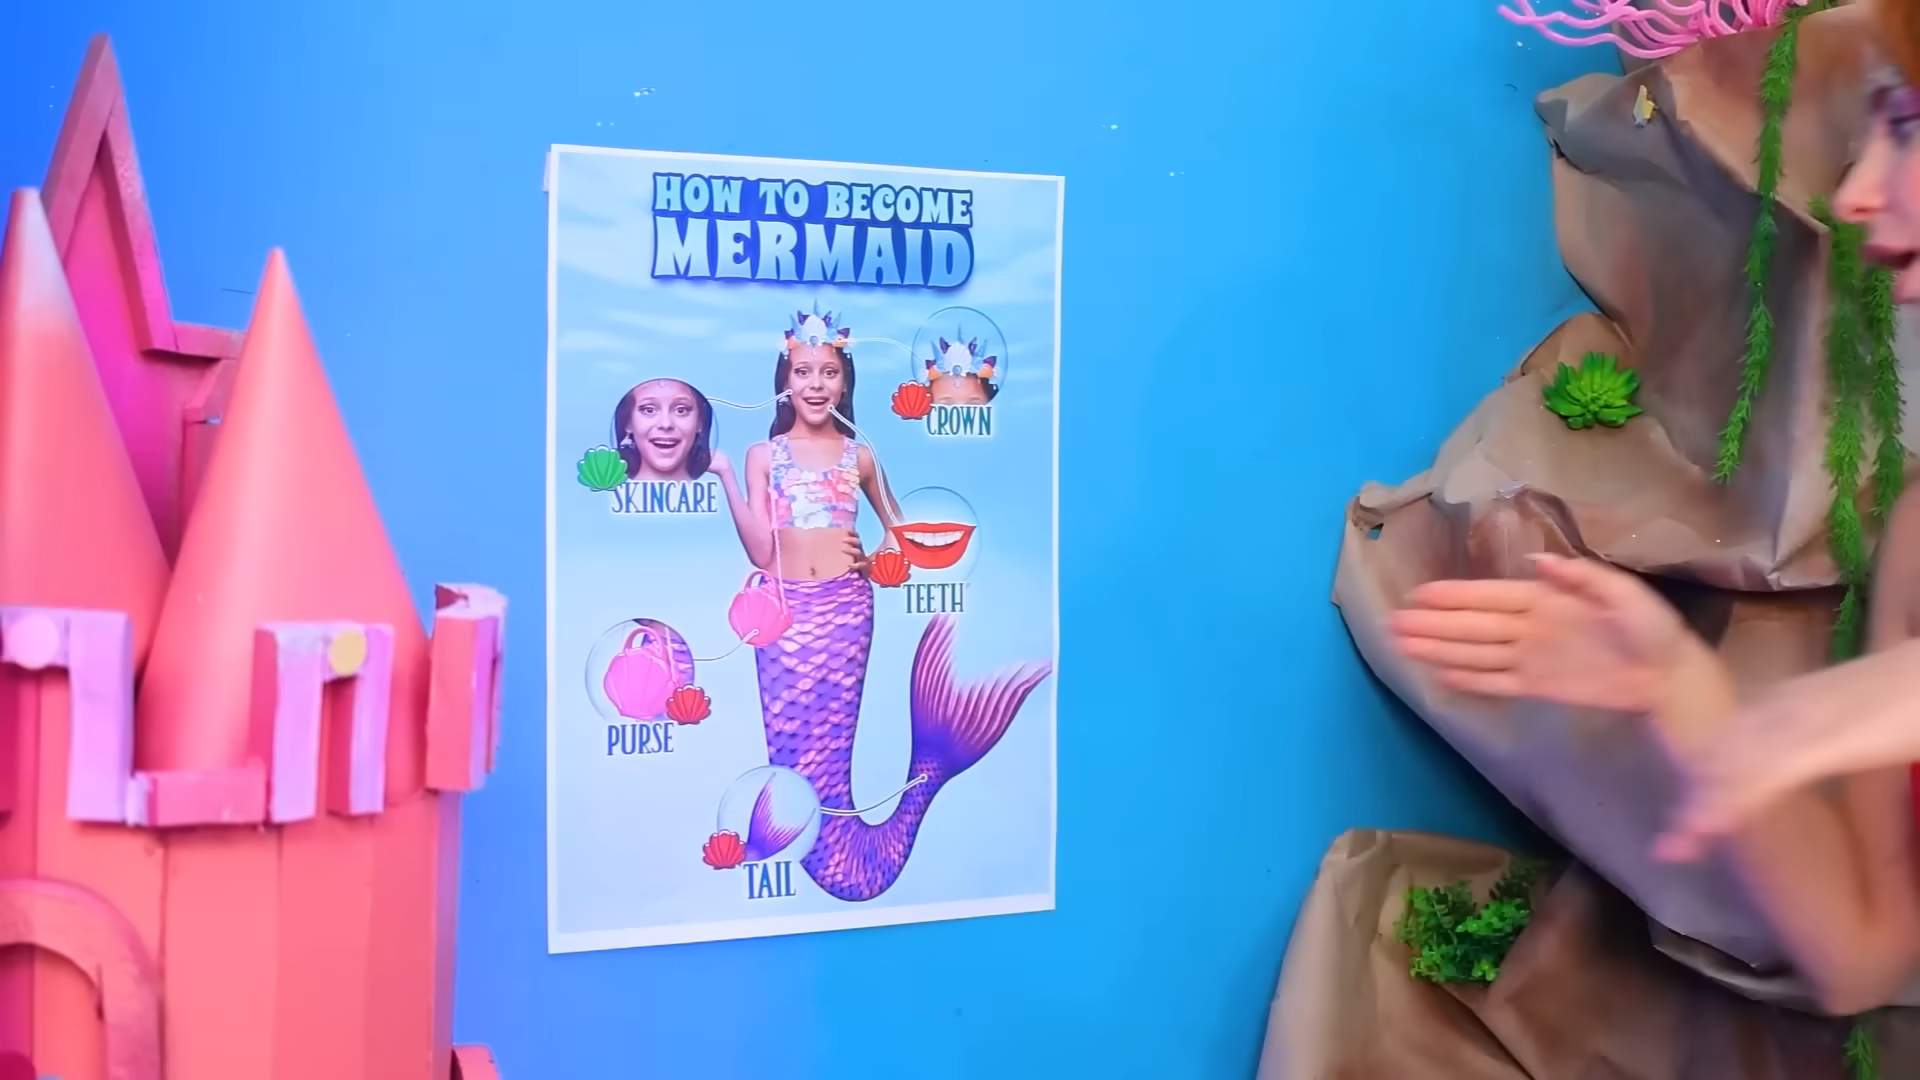 HOW TO BECOME
MERMAID
CROWN
SKINCARE
TEETH
PURSE
TAIL